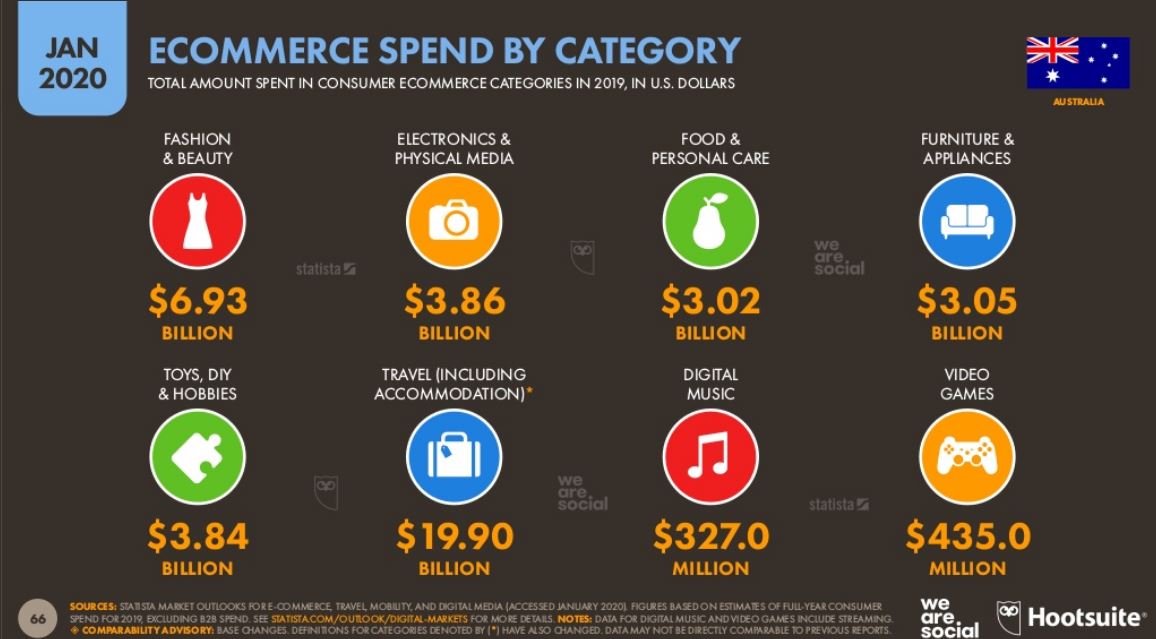 JAN
2020
ECOMMERCE SPEND BY CATEGORY
TOTAL AMOUNT SPENT IN CONSUMER ECOMMERCE CATEGORIES IN 2019, IN U.S. DOLLARS
AUSTRALIA
FASHION
& BEAUTY
ELECTRONICS &
PHYSICAL MEDIA
FOOD &
PERSONAL CARE
FURNITURE &
APPLIANCES
statista
we
are
social
$6.93
BILLION
$3.86
BILLION
$3.02
BILLION
$3.05
BILLION
TOYS, DIY
& HOBBIES
TRAVEL (INCLUDING
ACCOMMODATION)*
DIGITAL
MUSIC
VIDEO
GAMES
we
are
social
statista
$3.84
BILLION
$19.90
BILLION
$327.0
MILLION
$435.0
MILLION
66
SOURCES: STATISTA MARKET OUTLOOKS FOR E-COMMERCE, TRAVEL, MOBILITY, AND DIGITAL MEDIA (ACCESSED JANUARY 2020). FIGURES BASED ON ESTIMATES OF FULL-YEAR CONSUMER
SPEND FOR 2019, EXCLUDING B2B SPEND. SEE STATISTA.COM/OUTLOOK/DIGITAL-MARKETS FOR MORE DETAILS. NOTES: DATA FOR DIGITAL MUSIC AND VIDEO GAMES INCLUDE STREAMING.
◈ COMPARABILITY ADVISORY: BASE CHANGES. DEFINITIONS FOR CATEGORIES DENOTED BY (*) HAVE ALSO CHANGED. DATA MAY NOT BE DIRECTLY COMPARABLE TO PREVIOUS REPORTS.
we
are
social
Hootsuite®